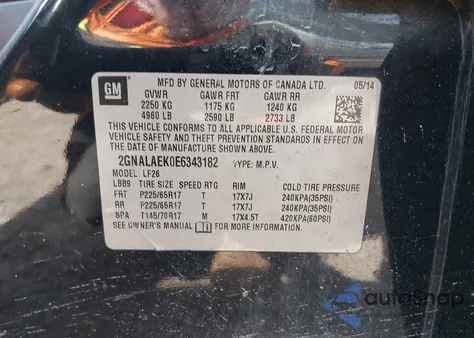 GM
MFD BY GENERAL MOTORS OF CANADA LTD. 05/14
GVWR GAWR FRT GAWR RR
2250 KG 1175 KG 1240 KG
4960 LB 2590 LB 2733 LB
THIS VEHICLE CONFORMS TO ALL APPLICABLE U.S. FEDERAL MOTOR
VEHICLE SAFETY AND THEFT PREVENTION STANDARDS IN EFFECT ON
THE DATE OF MANUFACTURE SHOWN ABOVE.
2GNALAEK0E6343182 TYPE: M.P.V.
MODEL: LF26
LBB9 TIRE SIZE SPEED RTG RIM COLD TIRE PRESSURE
FRT P225/65R17 T 17X7J 240KPA(35PSI)
RR P225/65R17 T 17X7J 240KPA(35PSI)
SPA T145/70R17 M 17X4.5T 420KPA(60PSI)
SEE OWNER'S MANUAL FOR MORE INFORMATION.
autoSnap